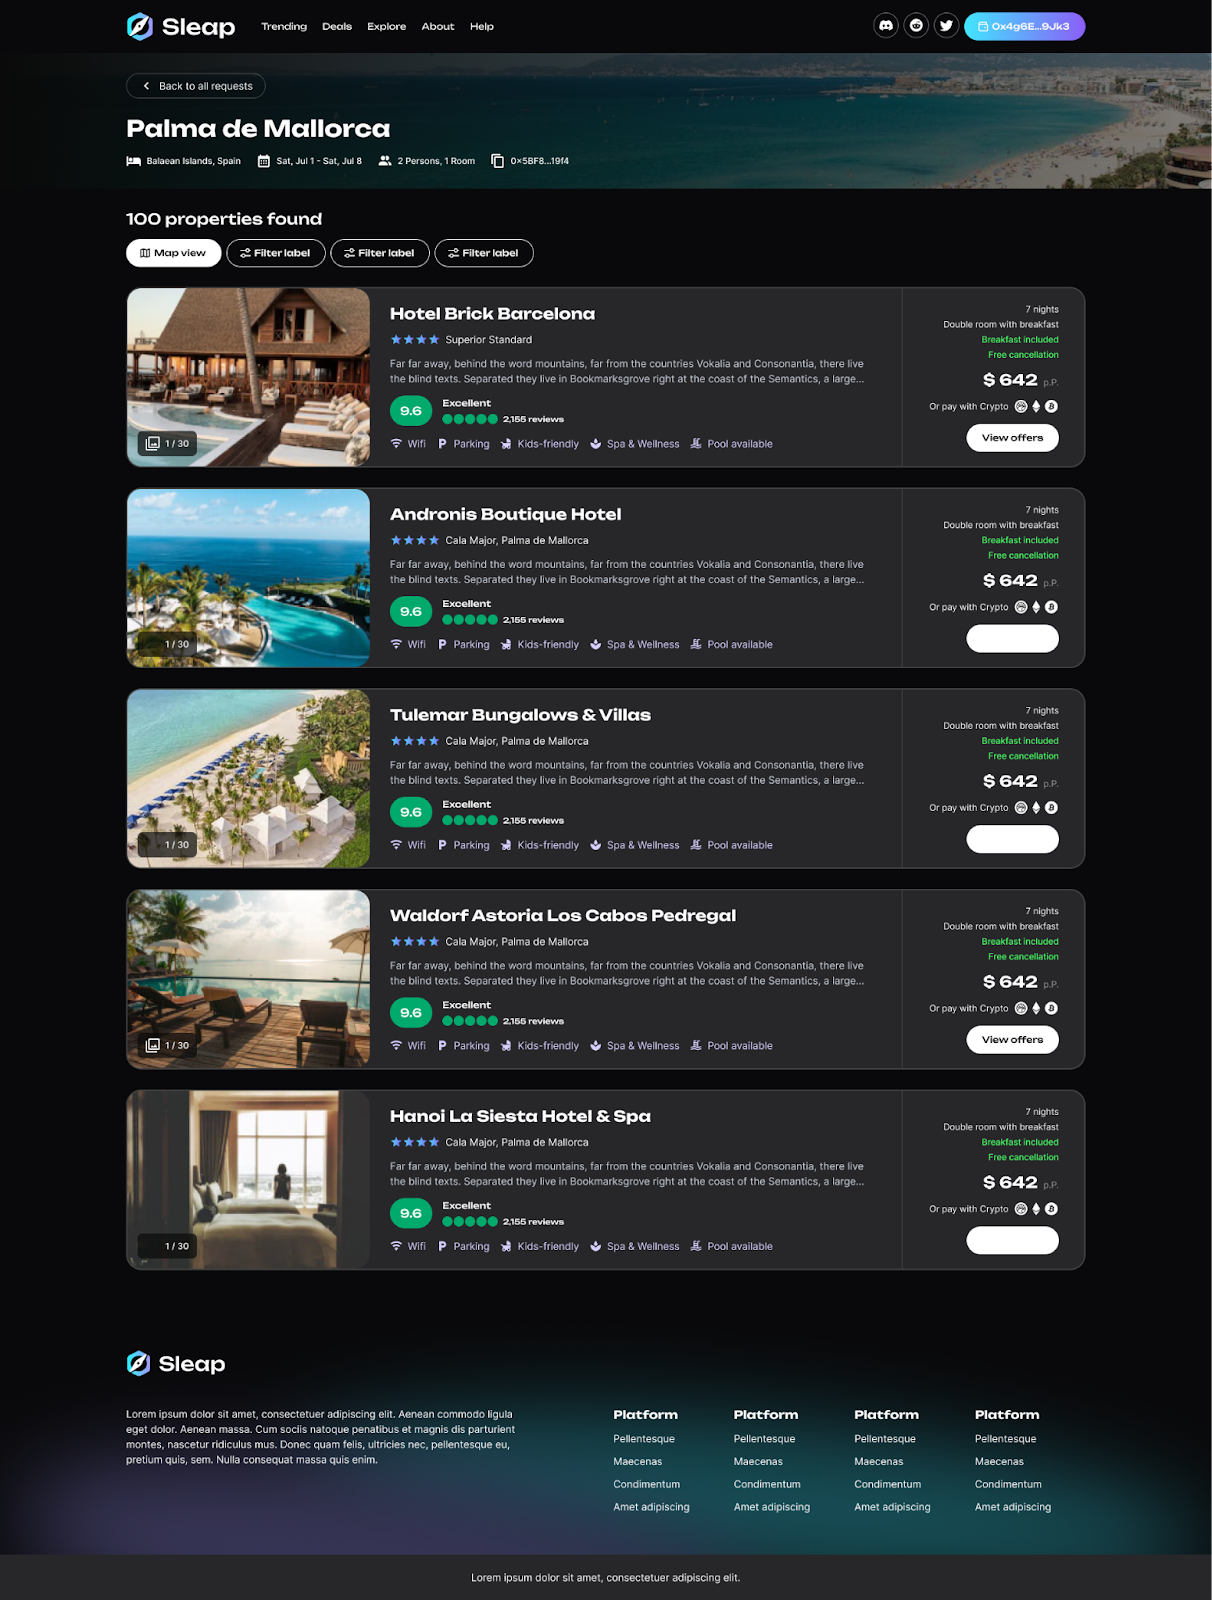 Sleap
Trending Deals Explore About Help
0x4g6E...9Jk3
Back to all requests
Palma de Mallorca
Balaean Islands, Spain Sat, Jul 1 - Sat, Jul 8 2 Persons, 1 Room 0x5BF8...19f4
100 properties found
Map view Filter label Filter label Filter label
1 / 30
Hotel Brick Barcelona
Superior Standard
Far far away, behind the word mountains, far from the countries Vokalia and Consonantia, there live
the blind texts. Separated they live in Bookmarksgrove right at the coast of the Semantics, a large...
9.6
Excellent
2,155 reviews
Wifi Parking Kids-friendly Spa & Wellness Pool available
7 nights
Double room with breakfast
Breakfast included
Free cancellation
$ 642 p.P.
Or pay with Crypto
View offers
1 / 30
Andronis Boutique Hotel
Cala Major, Palma de Mallorca
Far far away, behind the word mountains, far from the countries Vokalia and Consonantia, there live
the blind texts. Separated they live in Bookmarksgrove right at the coast of the Semantics, a large...
9.6
Excellent
2,155 reviews
Wifi Parking Kids-friendly Spa & Wellness Pool available
7 nights
Double room with breakfast
Breakfast included
Free cancellation
$ 642 p.P.
Or pay with Crypto
1 / 30
Tulemar Bungalows & Villas
Cala Major, Palma de Mallorca
Far far away, behind the word mountains, far from the countries Vokalia and Consonantia, there live
the blind texts. Separated they live in Bookmarksgrove right at the coast of the Semantics, a large...
9.6
Excellent
2,155 reviews
Wifi Parking Kids-friendly Spa & Wellness Pool available
7 nights
Double room with breakfast
Breakfast included
Free cancellation
$ 642 p.P.
Or pay with Crypto
1 / 30
Waldorf Astoria Los Cabos Pedregal
Cala Major, Palma de Mallorca
Far far away, behind the word mountains, far from the countries Vokalia and Consonantia, there live
the blind texts. Separated they live in Bookmarksgrove right at the coast of the Semantics, a large...
9.6
Excellent
2,155 reviews
Wifi Parking Kids-friendly Spa & Wellness Pool available
7 nights
Double room with breakfast
Breakfast included
Free cancellation
$ 642 p.P.
Or pay with Crypto
View offers
1 / 30
Hanoi La Siesta Hotel & Spa
Cala Major, Palma de Mallorca
Far far away, behind the word mountains, far from the countries Vokalia and Consonantia, there live
the blind texts. Separated they live in Bookmarksgrove right at the coast of the Semantics, a large...
9.6
Excellent
2,155 reviews
Wifi Parking Kids-friendly Spa & Wellness Pool available
7 nights
Double room with breakfast
Breakfast included
Free cancellation
$ 642 p.P.
Or pay with Crypto
Sleap
Lorem ipsum dolor sit amet, consectetuer adipiscing elit. Aenean commodo ligula
eget dolor. Aenean massa. Cum sociis natoque penatibus et magnis dis parturient
montes, nascetur ridiculus mus. Donec quam felis, ultricies nec, pellentesque eu,
pretium quis, sem. Nulla consequat massa quis enim.
Platform Platform Platform Platform
Pellentesque Pellentesque Pellentesque Pellentesque
Maecenas Maecenas Maecenas Maecenas
Condimentum Condimentum Condimentum Condimentum
Amet adipiscing Amet adipiscing Amet adipiscing Amet adipiscing
Lorem ipsum dolor sit amet, consectetuer adipiscing elit.